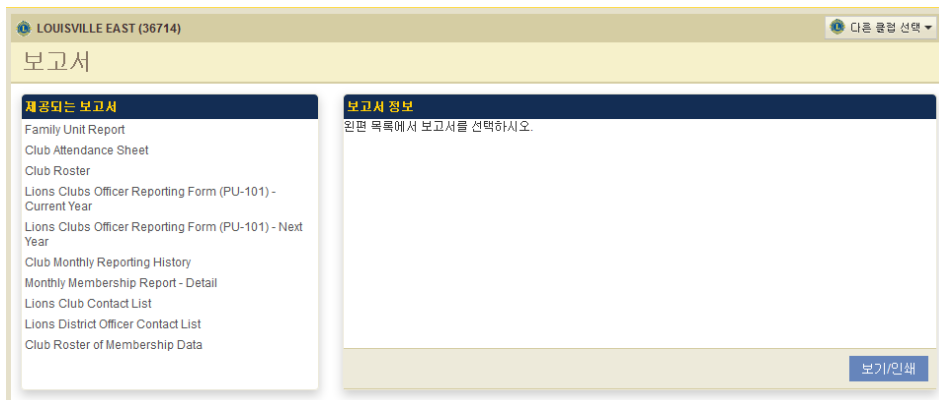 LOUISVILLE EAST (36714)
다른 클럽 선택
보고서
제공되는 보고서
Family Unit Report
Club Attendance Sheet
Club Roster
Lions Clubs Officer Reporting Form (PU-101) -
Current Year
Lions Clubs Officer Reporting Form (PU-101) - Next
Year
Club Monthly Reporting History
Monthly Membership Report - Detail
Lions Club Contact List
Lions District Officer Contact List
Club Roster of Membership Data
보고서 정보
왼편 목록에서 보고서를 선택하시오.
보기/인쇄